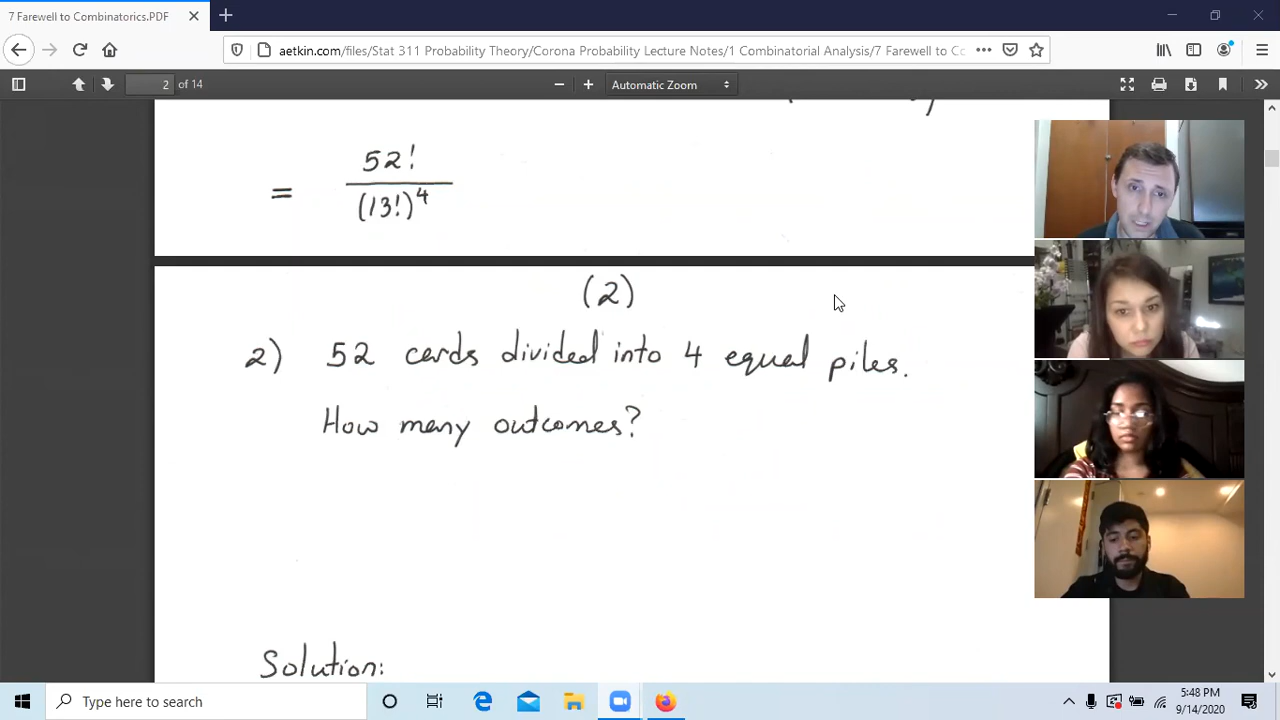 7 Farewell to Combinatorics.PDF
aetkin.com/files/Stat 311 Probability Theory/Corona Probability Lecture Notes/1 Combinatorial Analysis/7 Farewell to Cc
2 of 14
Automatic Zoom
52!
= (13!)^4
(2)
2) 52 cards divided into 4 equal piles.
How many outcomes?
Solution:
Type here to search
5:48 PM
9/14/2020